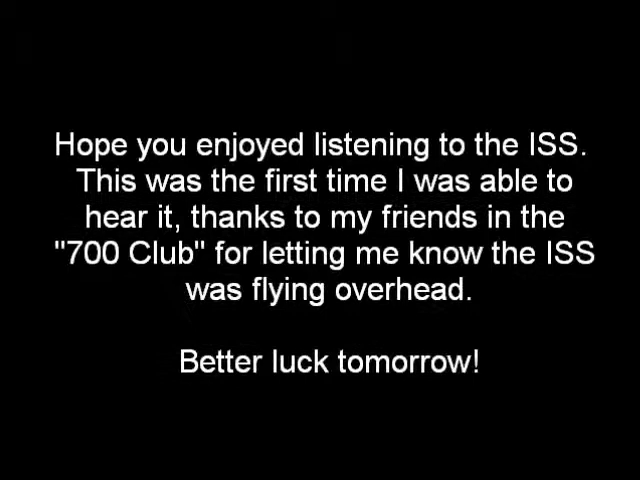 Hope you enjoyed listening to the ISS.
This was the first time I was able to
hear it, thanks to my friends in the
"700 Club" for letting me know the ISS
was flying overhead.
Better luck tomorrow!